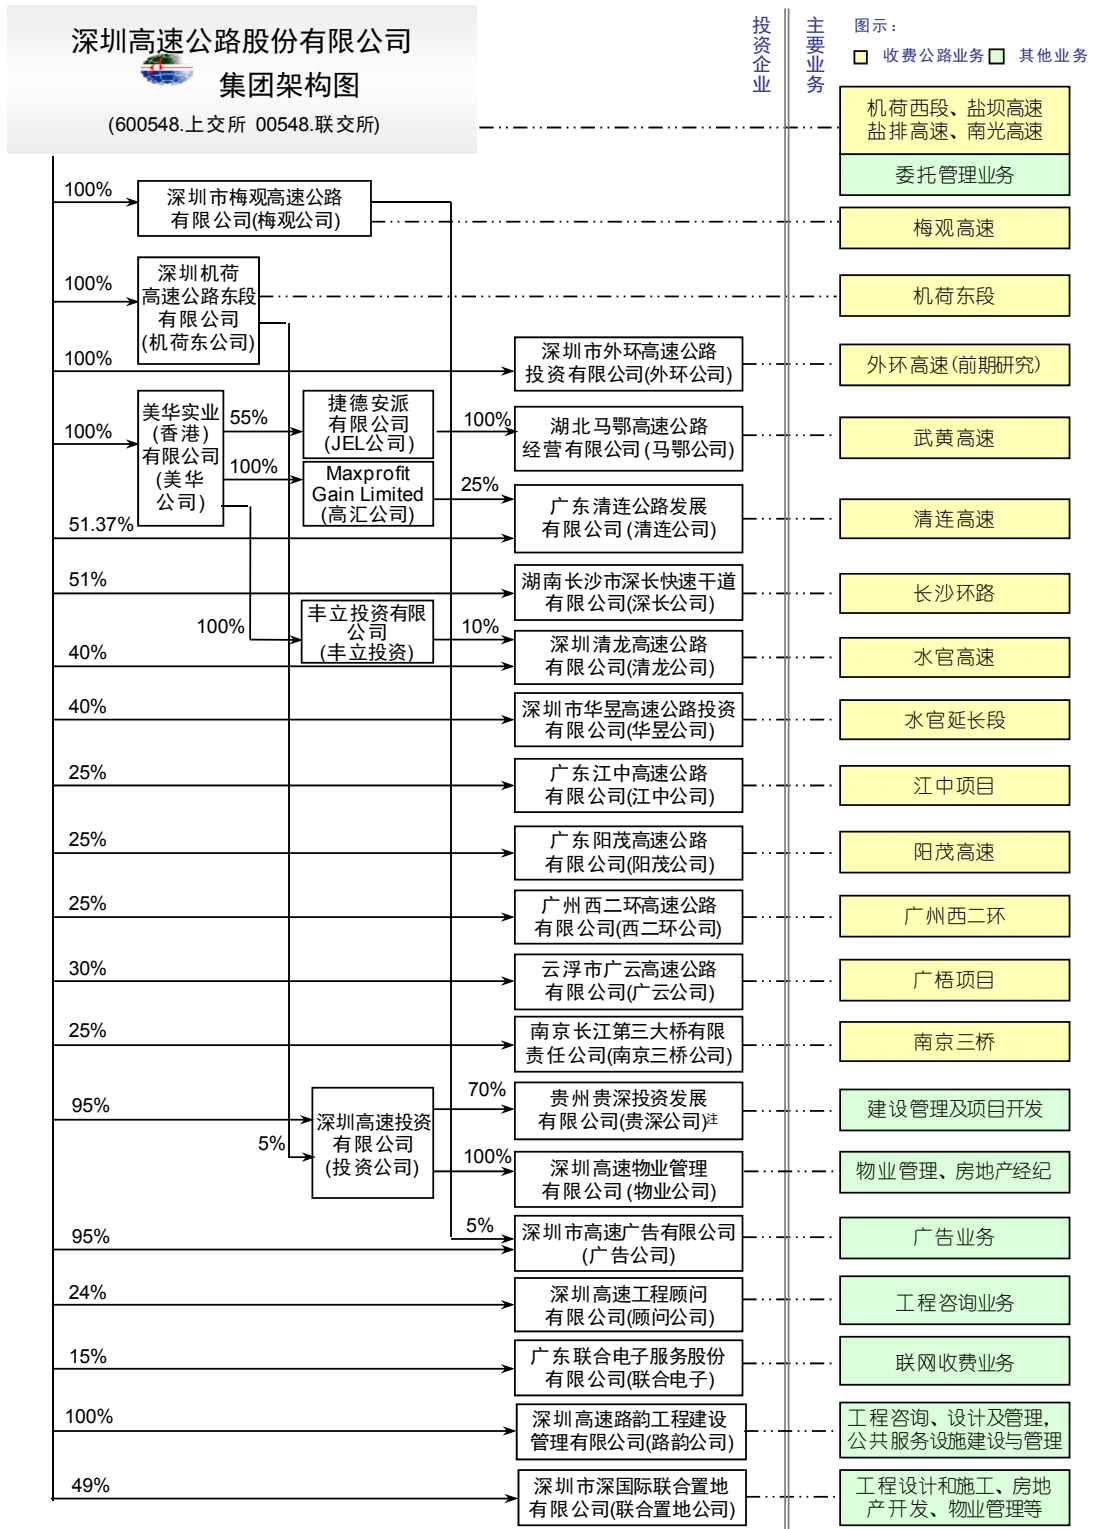 深圳高速公路股份有限公司
集团架构图
(600548.上交所 00548.联交所)
投资企业
主要业务
图示：
收费公路业务
其他业务
机荷西段、盐坝高速
盐排高速、南光高速
委托管理业务
100%
深圳市梅观高速公路
有限公司(梅观公司)
梅观高速
100%
深圳机荷
高速公路东段
有限公司
(机荷东公司)
机荷东段
100%
深圳市外环高速公路
投资有限公司(外环公司)
外环高速(前期研究)
100%
美华实业
(香港)
有限公司
(美华
公司)
55%
捷德安派
有限公司
(JEL公司)
100%
湖北马鄂高速公路
经营有限公司(马鄂公司)
武黄高速
100%
Maxprofit
Gain Limited
(高汇公司)
25%
51.37%
广东清连公路发展
有限公司(清连公司)
清连高速
51%
湖南长沙市深长快速干道
有限公司(深长公司)
长沙环路
100%
丰立投资有限
公司
(丰立投资)
10%
40%
深圳清龙高速公路
有限公司(清龙公司)
水官高速
40%
深圳市华昱高速公路投资
有限公司(华昱公司)
水官延长段
25%
广东江中高速公路
有限公司(江中公司)
江中项目
25%
广东阳茂高速公路
有限公司(阳茂公司)
阳茂高速
25%
广州西二环高速公路
有限公司(西二环公司)
广州西二环
30%
云浮市广云高速公路
有限公司(广云公司)
广梧项目
25%
南京长江第三大桥有限
责任公司(南京三桥公司)
南京三桥
95%
5%
深圳高速投资
有限公司
(投资公司)
70%
贵州贵深投资发展
有限公司(贵深公司)注
建设管理及项目开发
100%
深圳高速物业管理
有限公司(物业公司)
物业管理、房地产经纪
95%
5%
深圳市高速广告有限公司
(广告公司)
广告业务
24%
深圳高速工程顾问
有限公司(顾问公司)
工程咨询业务
15%
广东联合电子服务股份
有限公司(联合电子)
联网收费业务
100%
深圳高速路韵工程建设
管理有限公司(路韵公司)
工程咨询、设计及管理，
公共服务设施建设与管理
49%
深圳市深国际联合置地
有限公司(联合置地公司)
工程设计和施工、房地
产开发、物业管理等